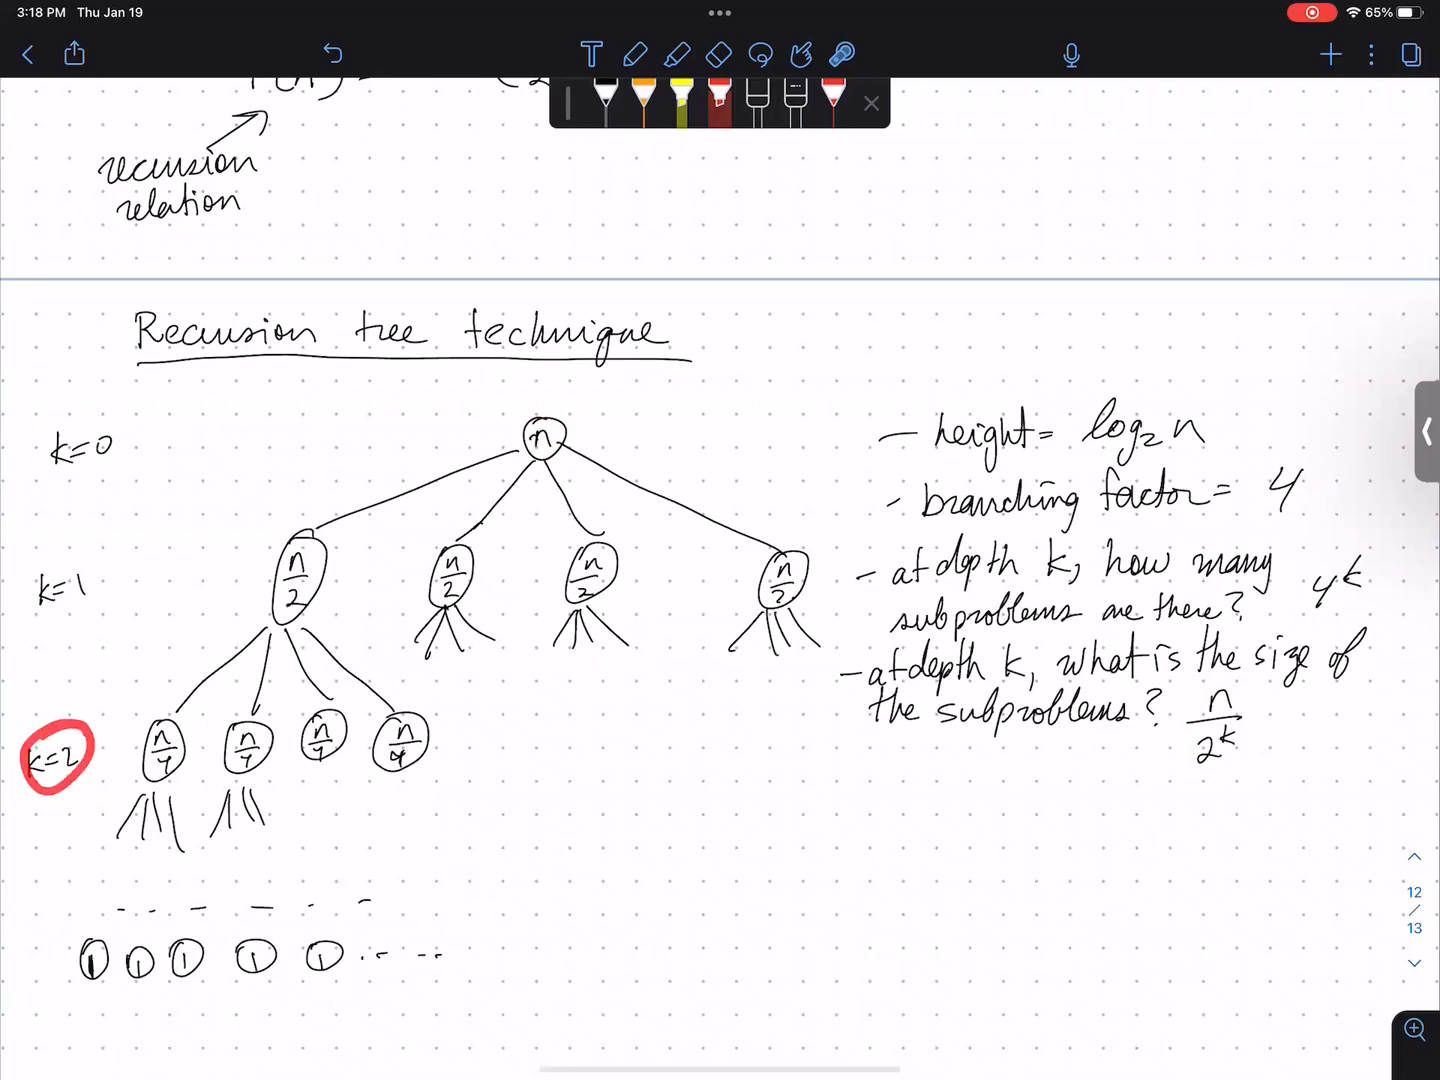 3:18 PM Thu Jan 19
65%
recursion
relation
Recursion tree technique
k=0
n
- height = log₂ n
- branching factor = 4
k=1
n/2 n/2 n/2 n/2
- at depth k, how many
subproblems are there? 4^k
- at depth k, what is the size of
the subproblems? n/2^k
k=2
n/4 n/4 n/4 n/4
1 1 1 1 1
12
/
13